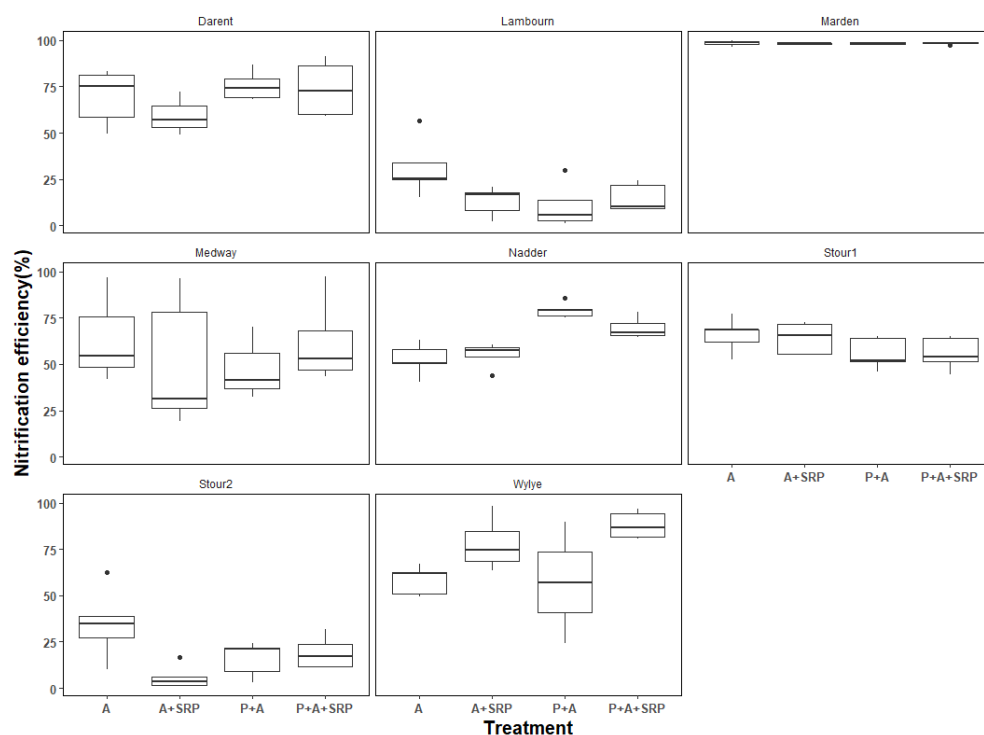 Darent
Lambourn
Marden
100
75
50
25
0
Medway
Nadder
Stour1
100
75
50
25
0
A A+SRP P+A P+A+SRP
Stour2
Wylye
100
75
50
25
0
A A+SRP P+A P+A+SRP
A A+SRP P+A P+A+SRP
Nitrification efficiency(%)
Treatment